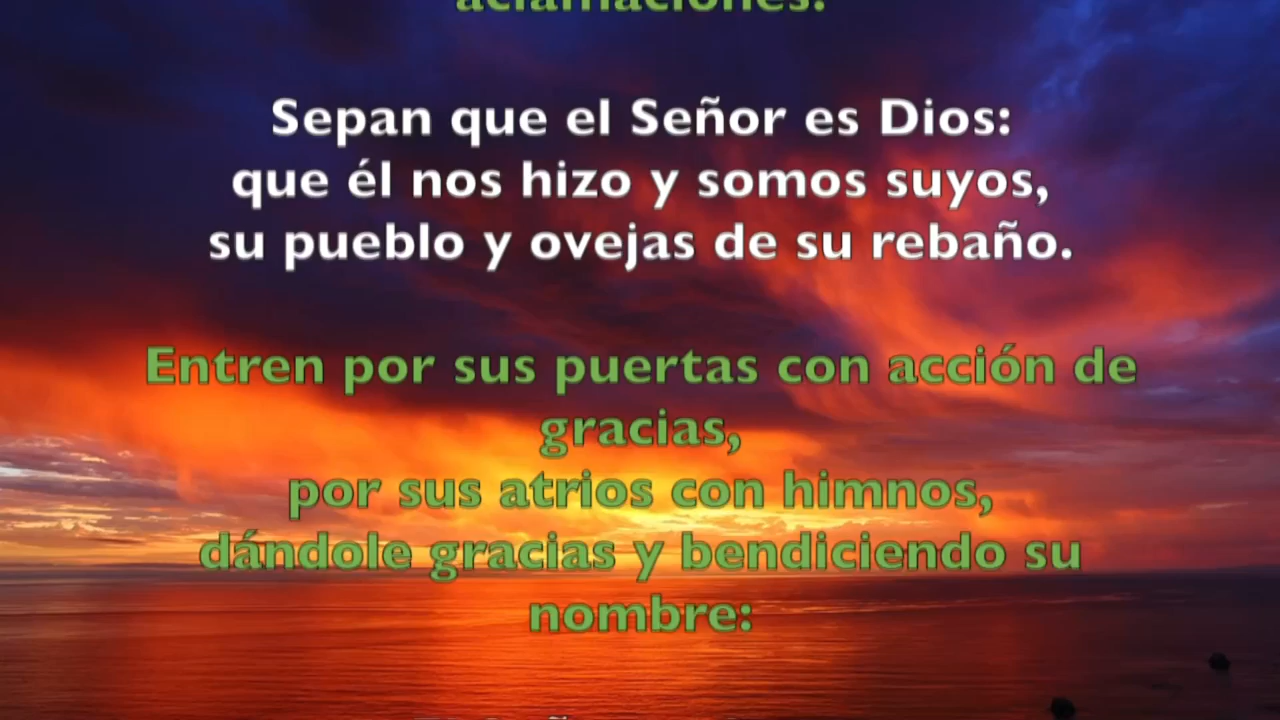 aclamaciones.
Sepan que el Señor es Dios:
que él nos hizo y somos suyos,
su pueblo y ovejas de su rebaño.
Entren por sus puertas con acción de
gracias,
por sus atrios con himnos,
dándole gracias y bendiciendo su
nombre: